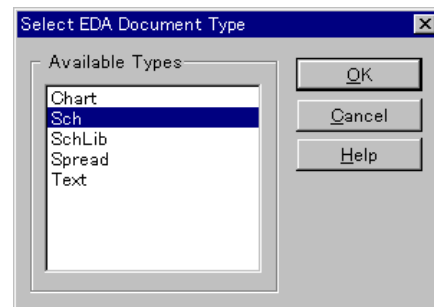 Select EDA Document Type
Available Types
Chart
Sch
SchLib
Spread
Text
OK
Cancel
Help